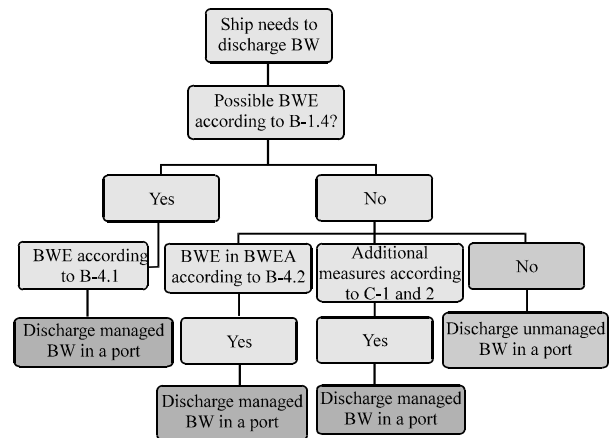 Ship needs to
discharge BW
Possible BWE
according to B-1.4?
Yes
No
BWE according
to B-4.1
BWE in BWEA
according to B-4.2
Additional
measures according
to C-1 and 2
No
Discharge managed
BW in a port
Yes
Yes
Discharge unmanaged
BW in a port
Discharge managed
BW in a port
Discharge managed
BW in a port